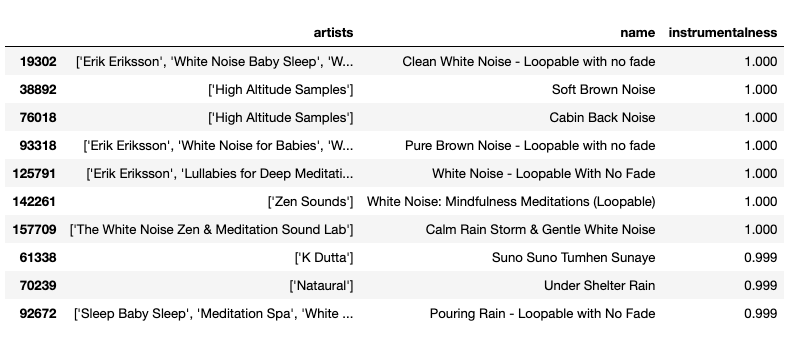 artists name instrumentalness
19302 ['Erik Eriksson', 'White Noise Baby Sleep', 'W... Clean White Noise - Loopable with no fade 1.000
38892 ['High Altitude Samples'] Soft Brown Noise 1.000
76018 ['High Altitude Samples'] Cabin Back Noise 1.000
93318 ['Erik Eriksson', 'White Noise for Babies', 'W... Pure Brown Noise - Loopable with no fade 1.000
125791 ['Erik Eriksson', 'Lullabies for Deep Meditati... White Noise - Loopable With No Fade 1.000
142261 ['Zen Sounds'] White Noise: Mindfulness Meditations (Loopable) 1.000
157709 ['The White Noise Zen & Meditation Sound Lab'] Calm Rain Storm & Gentle White Noise 1.000
61338 ['K Dutta'] Suno Suno Tumhen Sunaye 0.999
70239 ['Nataural'] Under Shelter Rain 0.999
92672 ['Sleep Baby Sleep', 'Meditation Spa', 'White ... Pouring Rain - Loopable with No Fade 0.999